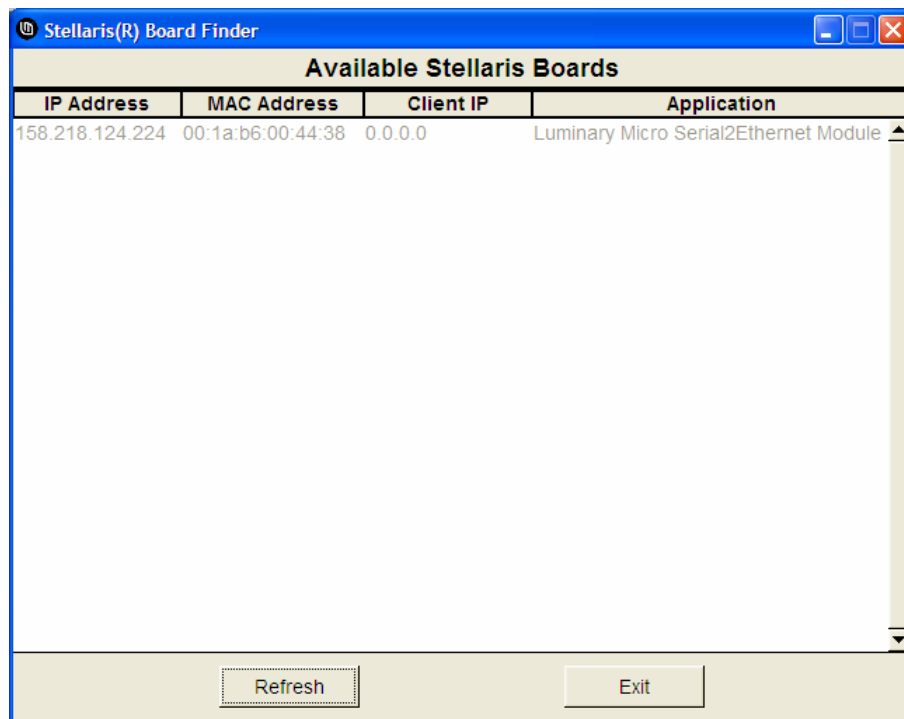 Stellaris(R) Board Finder
Available Stellaris Boards
IP Address MAC Address Client IP Application
158.218.124.224 00:1a:b6:00:44:38 0.0.0.0 Luminary Micro Serial2Ethernet Module
Refresh Exit